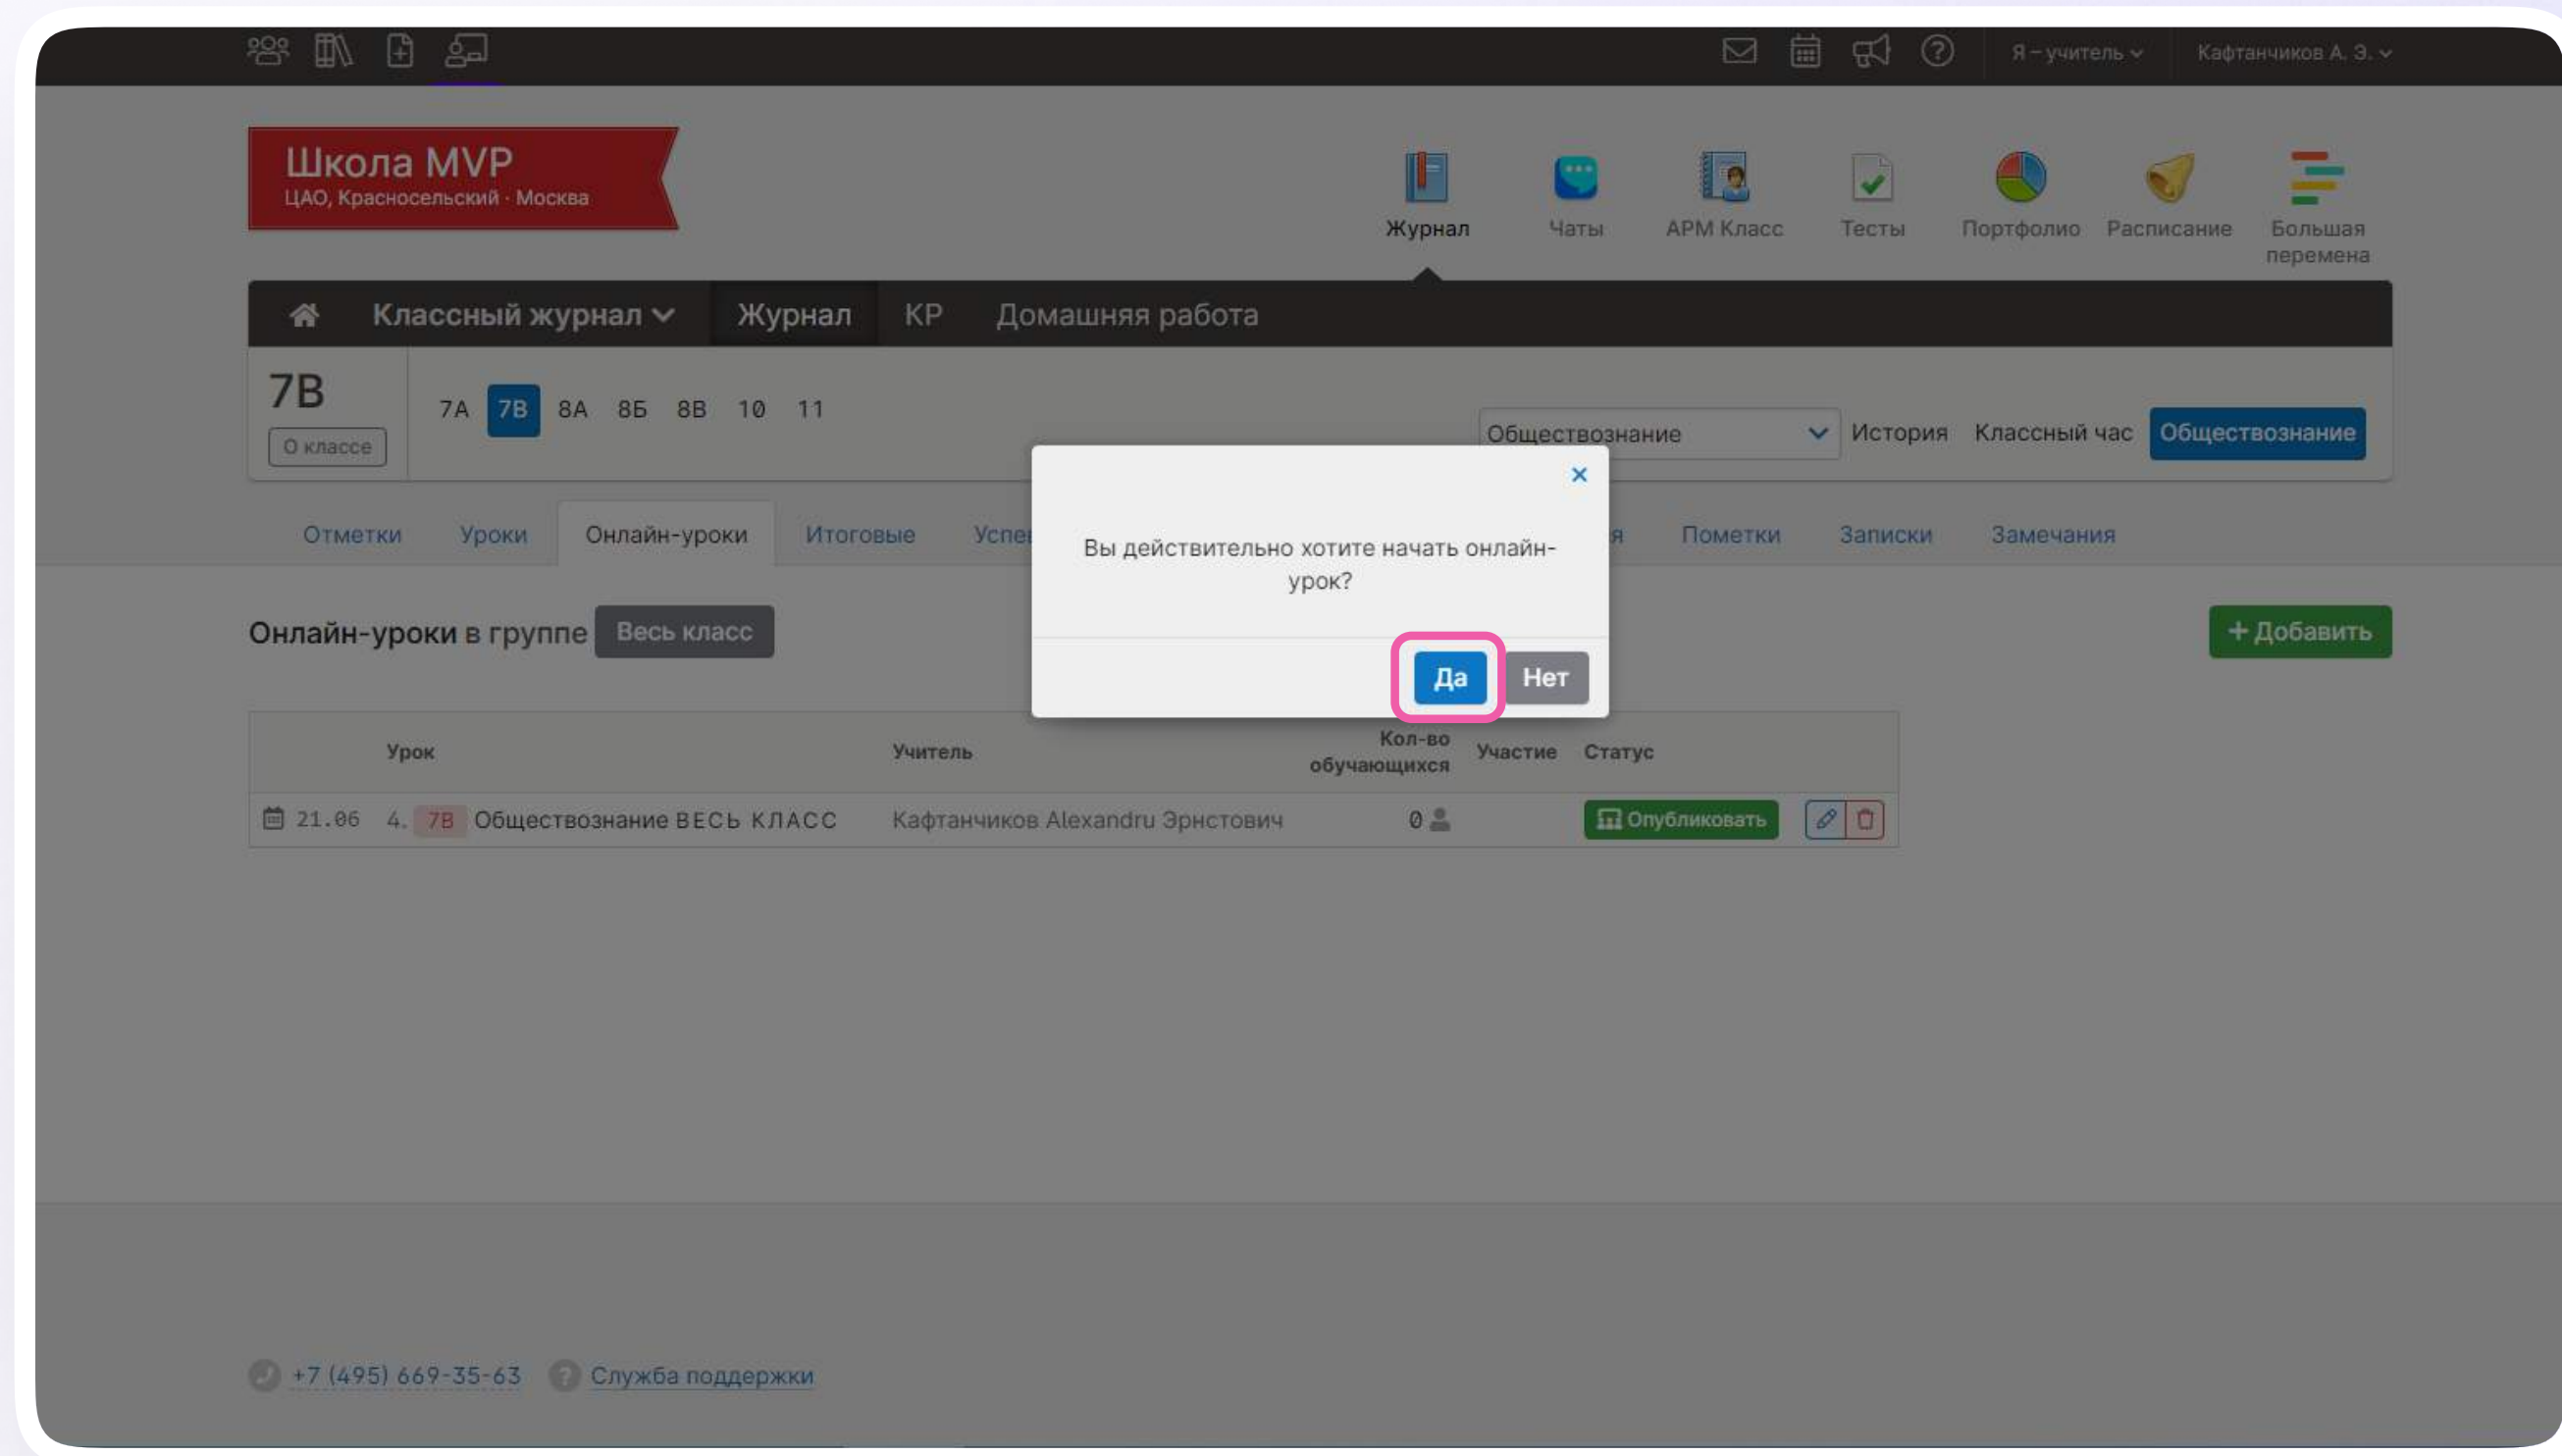 Я – учитель
Кафтанчиков А. Э.
Школа MVP
ЦАО, Красносельский · Москва
Журнал
Чаты
АРМ Класс
Тесты
Портфолио
Расписание
Большая
перемена
Классный журнал
Журнал
КР
Домашняя работа
7В
О классе
7А 7В 8А 8Б 8В 10 11
Обществознание
История
Классный час
Обществознание
Отметки
Уроки
Онлайн-уроки
Итоговые
Пометки
Записки
Замечания
Вы действительно хотите начать онлайн-
урок?
Да
Нет
Онлайн-уроки в группе
Весь класс
+ Добавить
Урок
Учитель
Кол-во
обучающихся
Участие
Статус
21.06 4. 7В Обществознание ВЕСЬ КЛАСС
Кафтанчиков Alexandru Эрнстович
0
Опубликовать
+7 (495) 669-35-63
Служба поддержки